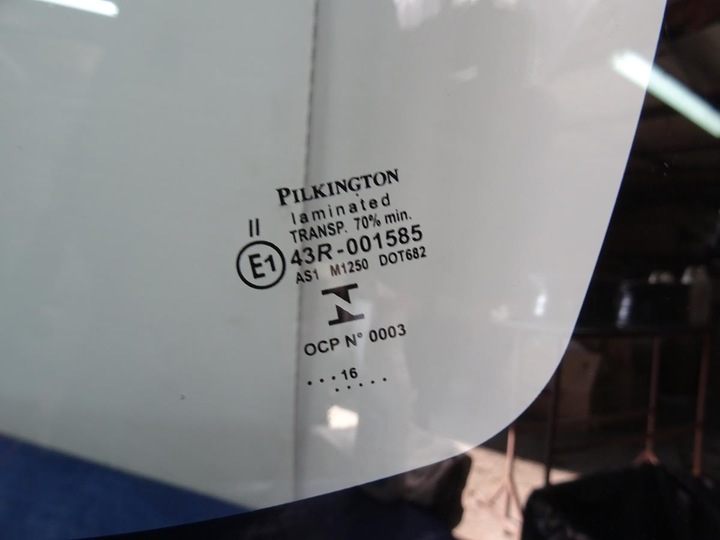 PILKINGTON
laminated
TRANSP. 70% min.
II
E1 43R-001585
AS1 M1250 DOT682
OCP N° 0003
...16
.....